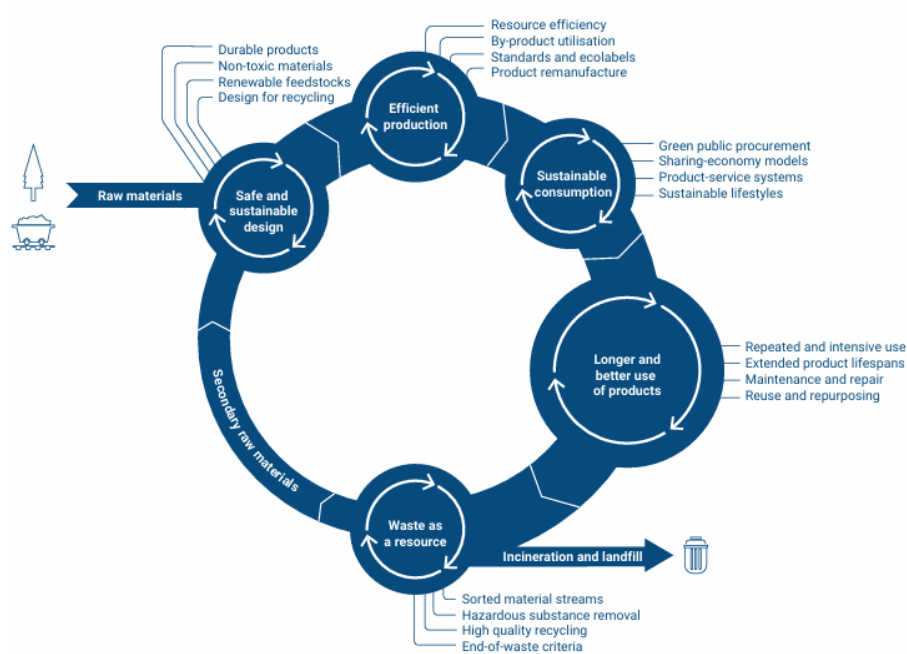 Resource efficiency
By-product utilisation
Standards and ecolabels
Product remanufacture
Durable products
Non-toxic materials
Renewable feedstocks
Design for recycling
Efficient
production
Green public procurement
Sharing-economy models
Product-service systems
Sustainable lifestyles
Sustainable
consumption
Raw materials
Safe and
sustainable
design
Repeated and intensive use
Extended product lifespans
Maintenance and repair
Reuse and repurposing
Longer and
better use
of products
Secondary raw materials
Waste as
a resource
Incineration and landfill
Sorted material streams
Hazardous substance removal
High quality recycling
End-of-waste criteria